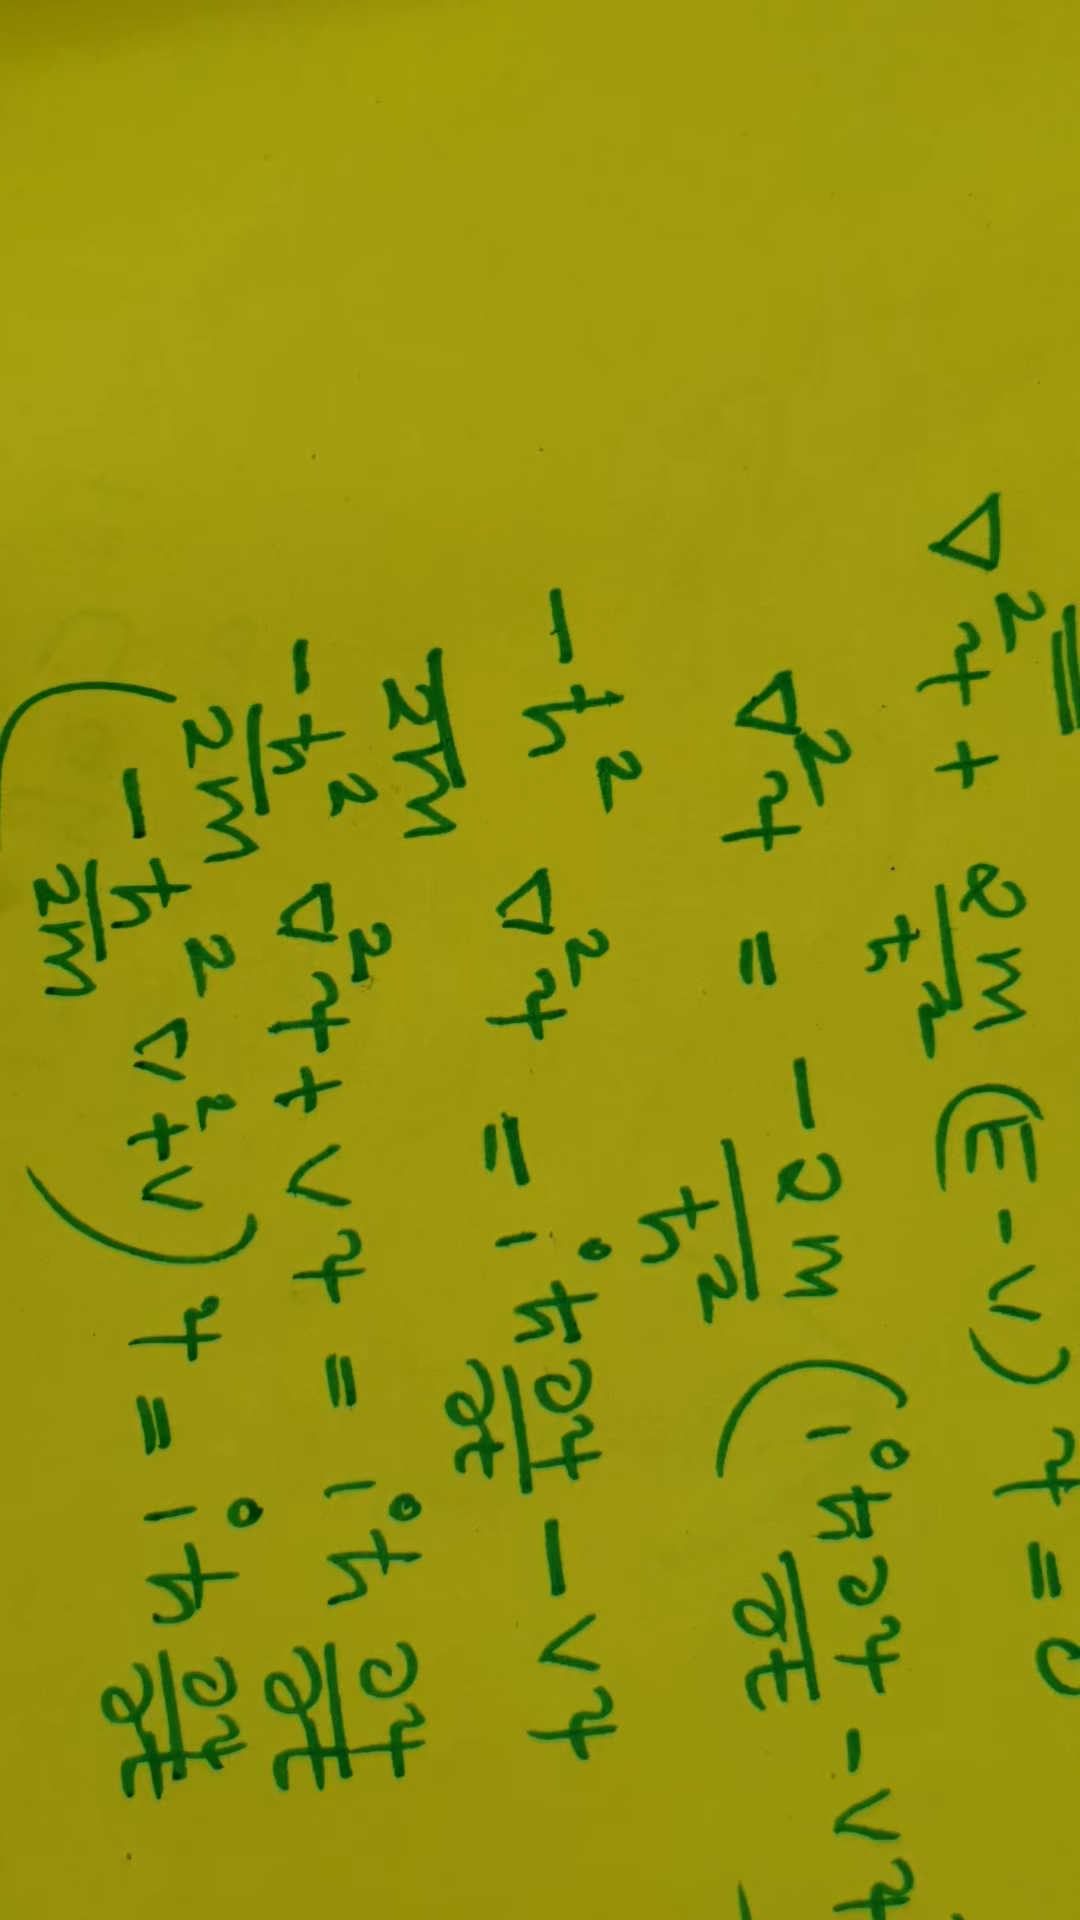 ∇²ψ + 2m/ħ² (E - V) ψ = 0
∇²ψ = - 2m/ħ² (iħ ∂ψ/∂t - Vψ
-ħ²/2m ∇²ψ = iħ ∂ψ/∂t - Vψ
-ħ²/2m ∇²ψ + Vψ = iħ ∂ψ/∂t
(-ħ²/2m ∇² + V) ψ = iħ ∂ψ/∂t